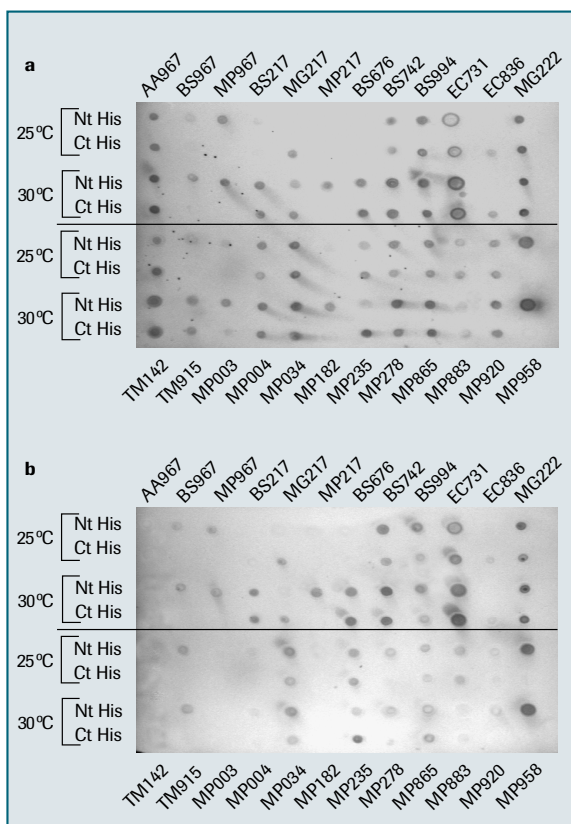 a
AA967 BS967 MP967 BS217 MG217 MP217 BS676 BS742 BS994 EC731 EC836 MG222
25°C Nt His
Ct His
30°C Nt His
Ct His
25°C Nt His
Ct His
30°C Nt His
Ct His
TM142 TM915 MP003 MP004 MP034 MP182 MP235 MP278 MP865 MP883 MP920 MP958
b
AA967 BS967 MP967 BS217 MG217 MP217 BS676 BS742 BS994 EC731 EC836 MG222
25°C Nt His
Ct His
30°C Nt His
Ct His
25°C Nt His
Ct His
30°C Nt His
Ct His
TM142 TM915 MP003 MP004 MP034 MP182 MP235 MP278 MP865 MP883 MP920 MP958